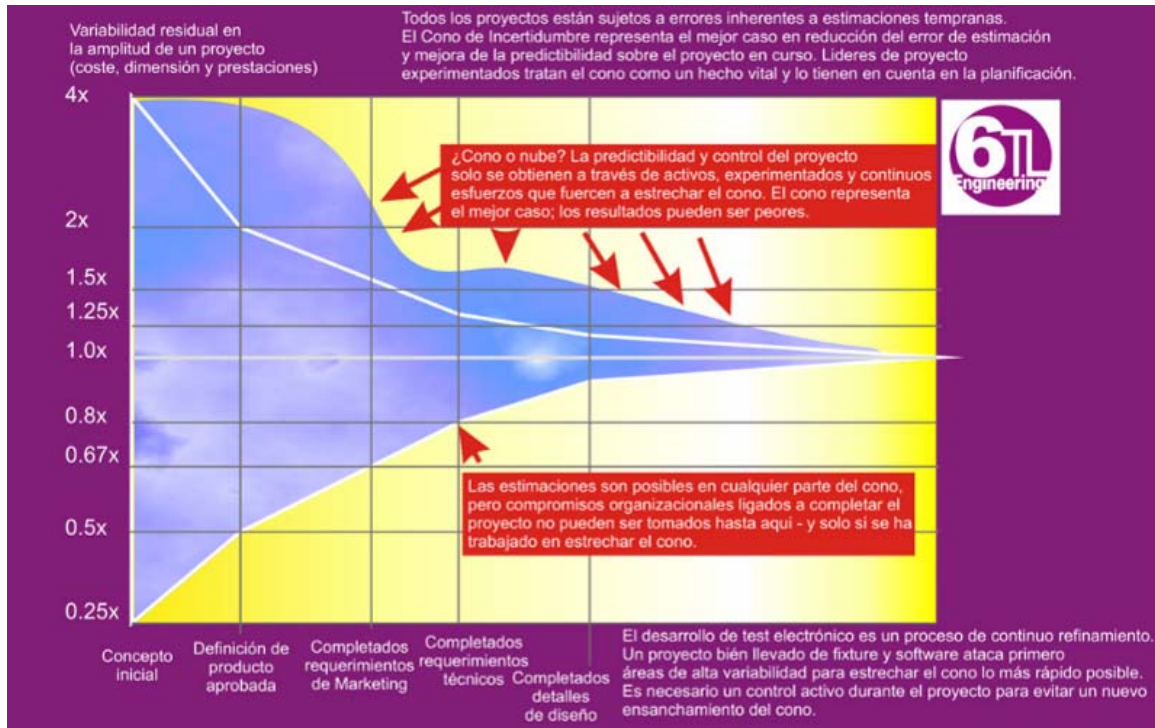 Variabilidad residual en
la amplitud de un proyecto
(coste, dimensión y prestaciones)
Todos los proyectos están sujetos a errores inherentes a estimaciones tempranas.
El Cono de Incertidumbre representa el mejor caso en reducción del error de estimación
y mejora de la predictibilidad sobre el proyecto en curso. Lideres de proyecto
experimentados tratan el cono como un hecho vital y lo tienen en cuenta en la planificación.
4x
2x
1.5x
1.25x
1.0x
0.8x
0.67x
0.5x
0.25x
¿Cono o nube? La predictibilidad y control del proyecto
solo se obtienen a través de activos, experimentados y continuos
esfuerzos que fuercen a estrechar el cono. El cono representa
el mejor caso; los resultados pueden ser peores.
6TL
Engineering
Las estimaciones son posibles en cualquier parte del cono,
pero compromisos organizacionales ligados a completar el
proyecto no pueden ser tomados hasta aqui - y solo si se ha
trabajado en estrechar el cono.
Concepto
inicial
Definición de
producto
aprobada
Completados
requerimientos
de Marketing
Completados
requerimientos
técnicos
Completados
detalles
de diseño
El desarrollo de test electrónico es un proceso de continuo refinamiento.
Un proyecto bién llevado de fixture y software ataca primero
áreas de alta variabilidad para estrechar el cono lo más rápido posible.
Es necesario un control activo durante el proyecto para evitar un nuevo
ensanchamiento del cono.